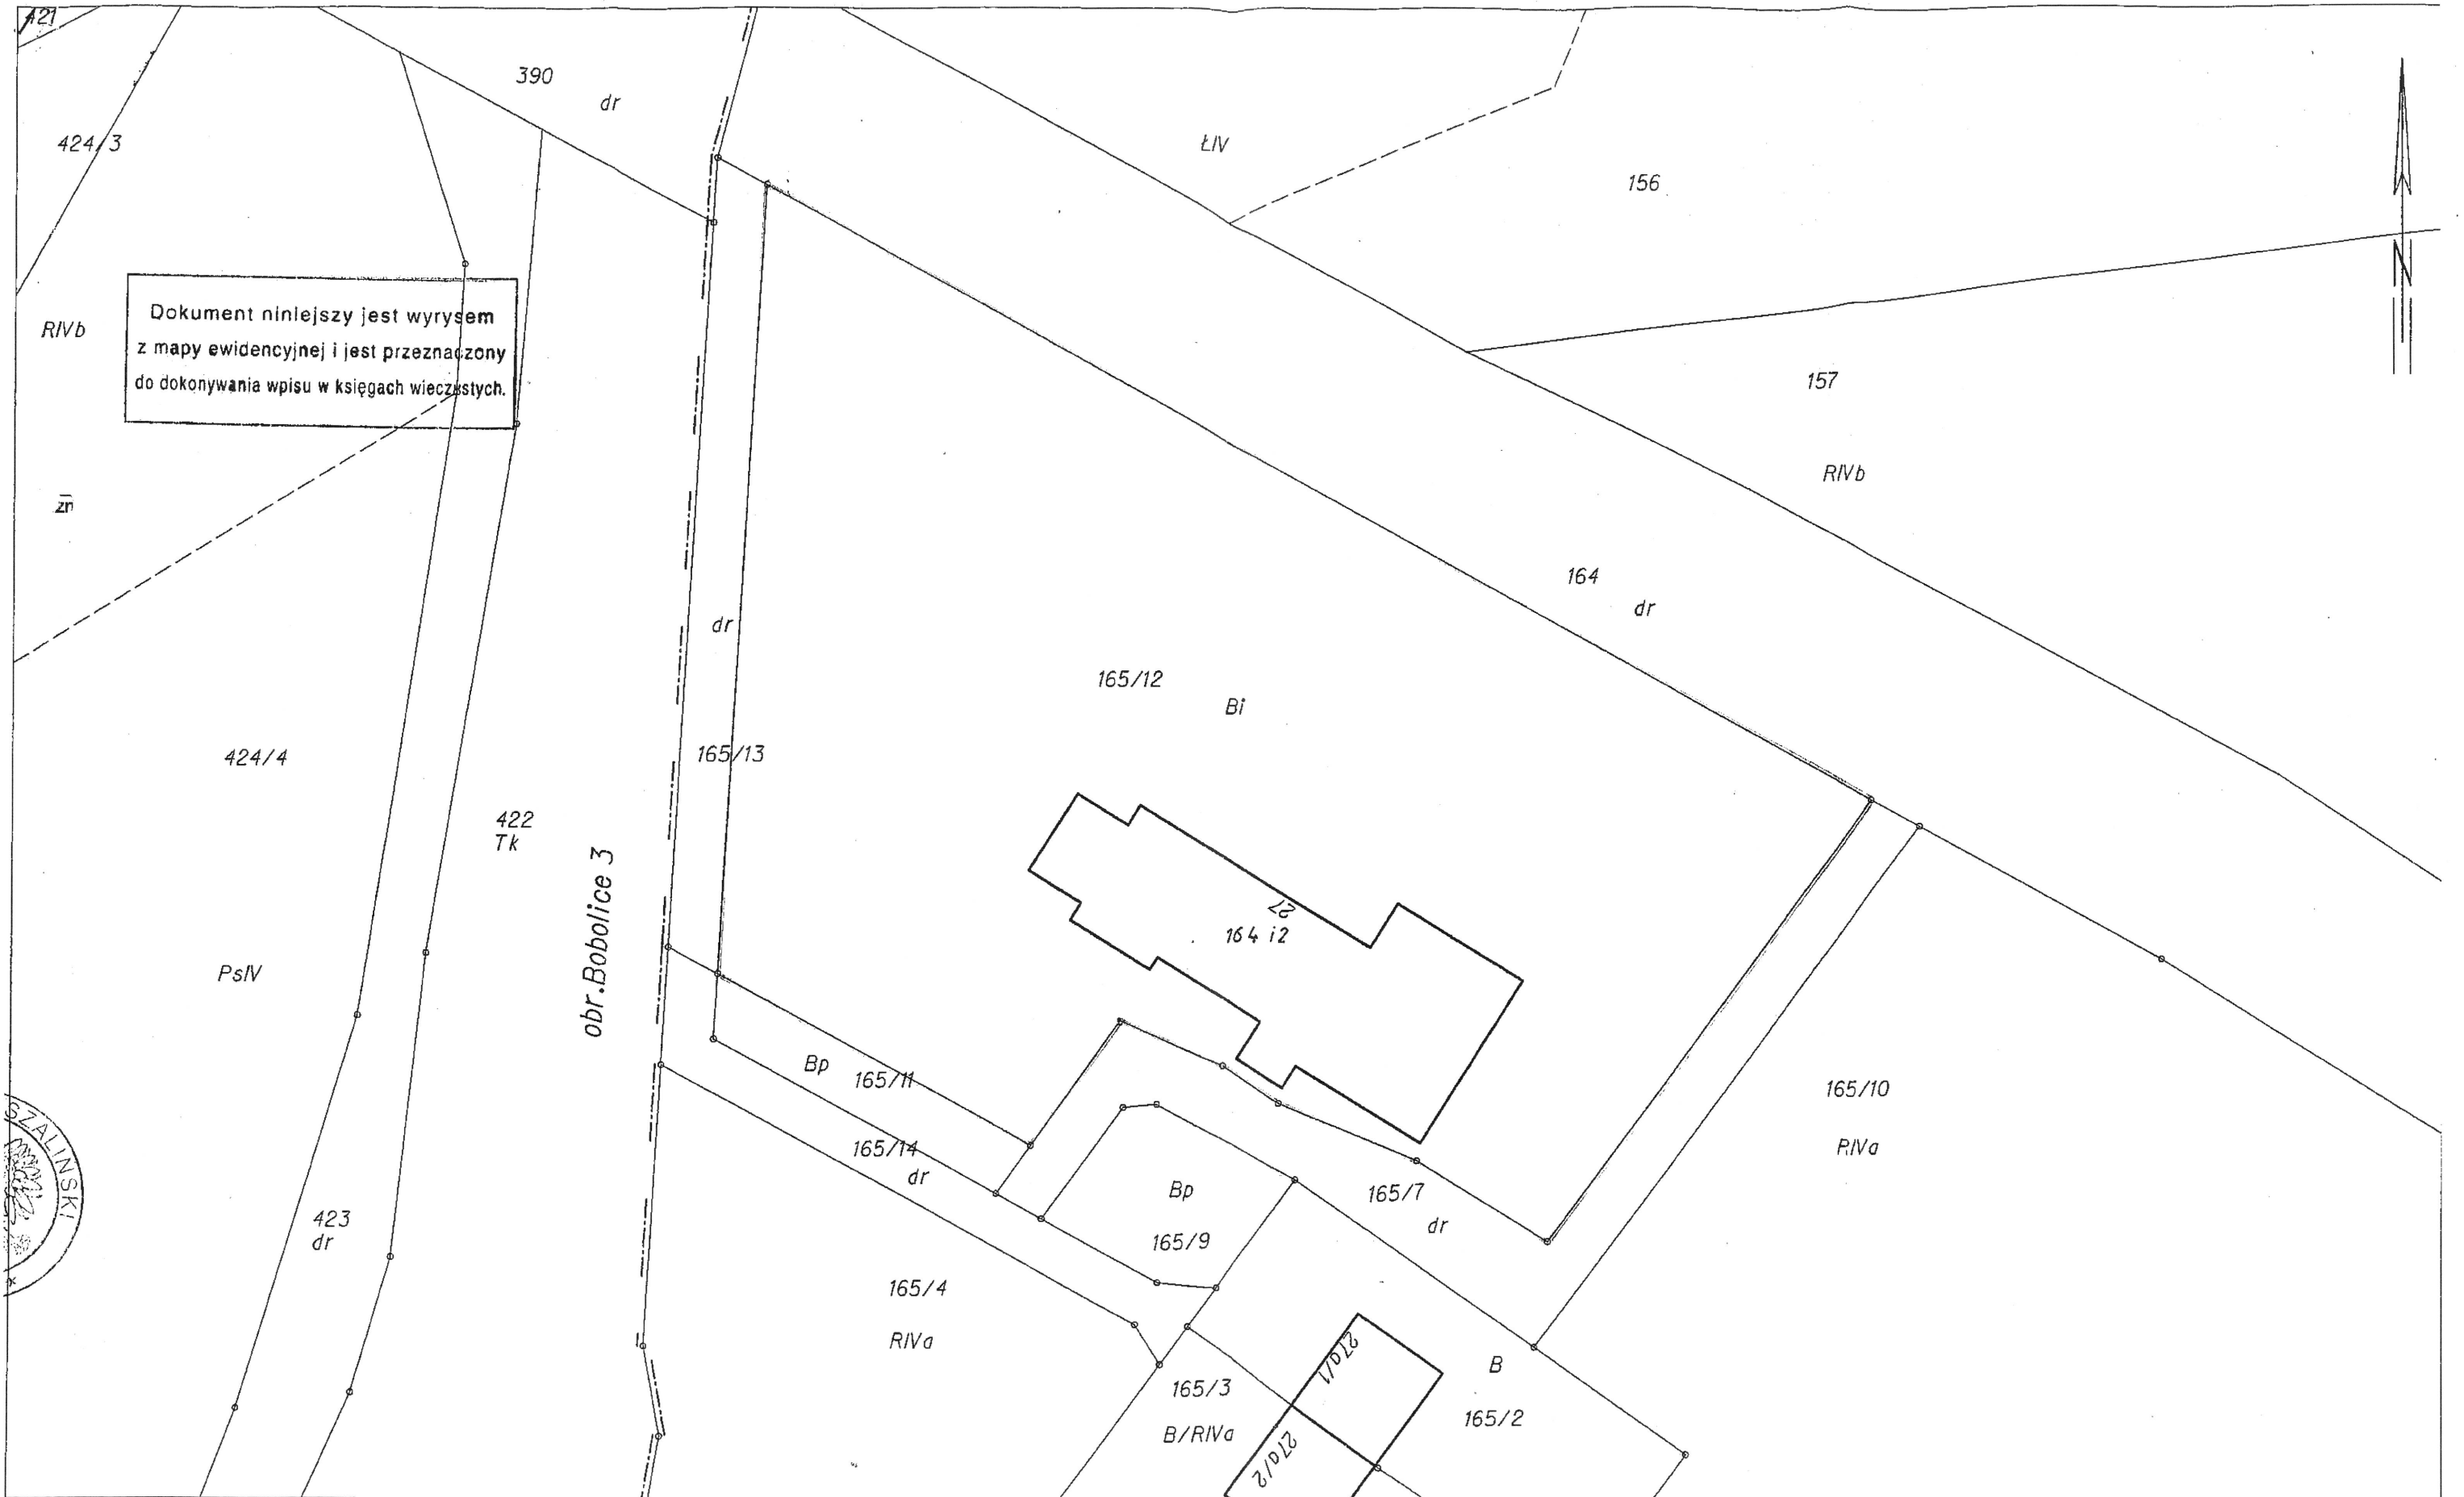 421
390
dr
424/3
ŁIV
156
Dokument niniejszy jest wyrysem
z mapy ewidencyjnej i jest przeznaczony
do dokonywania wpisu w księgach wieczystych.
RIVb
N
157
RIVb
zn
164
dr
dr
165/12
Bi
165/13
424/4
422
Tk
obr.Bobolice 3
27
164 i2
PsIV
Bp
165/11
165/10
RIVa
165/14
dr
SZALIŃSKI
Bp
165/7
dr
423
dr
165/9
165/4
RIVa
27a/1
B
165/3
165/2
B/RIVa
27a/2